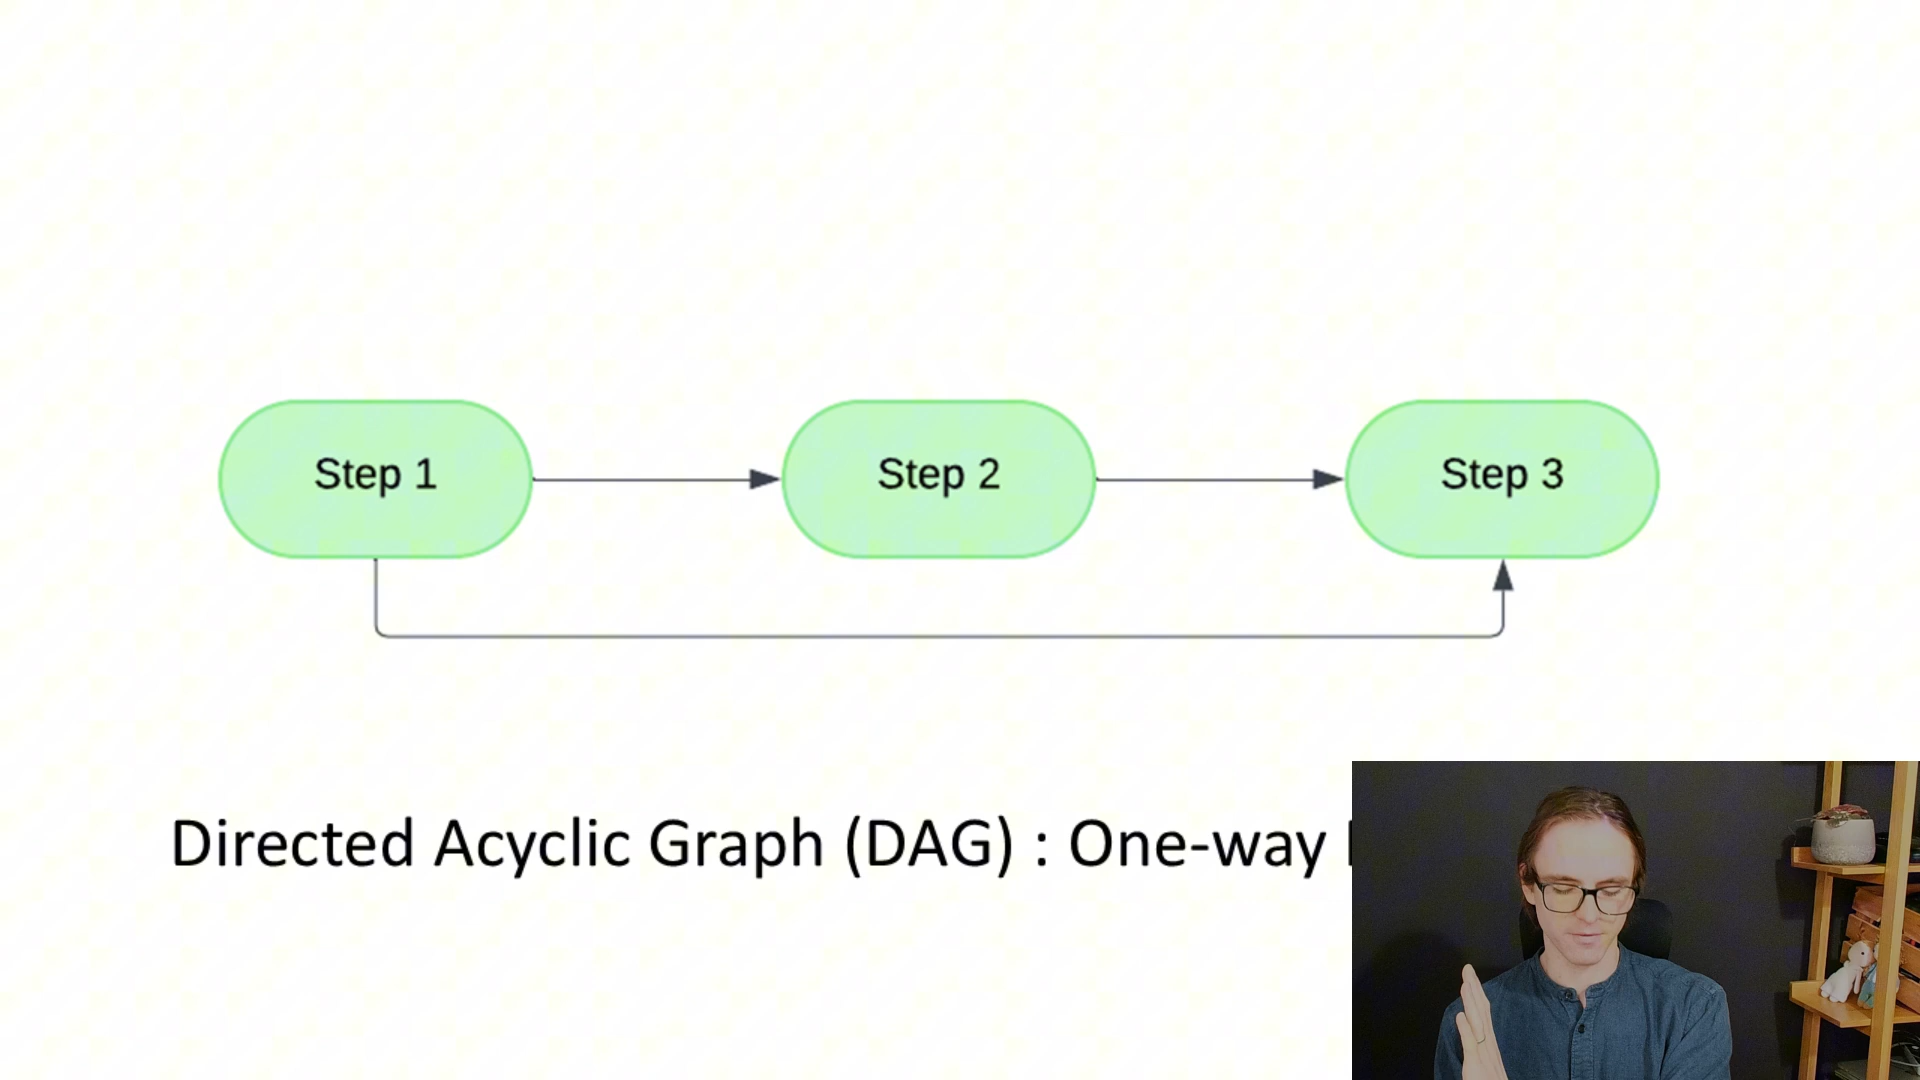 Step 1
Step 2
Step 3
Directed Acyclic Graph (DAG) : One-way